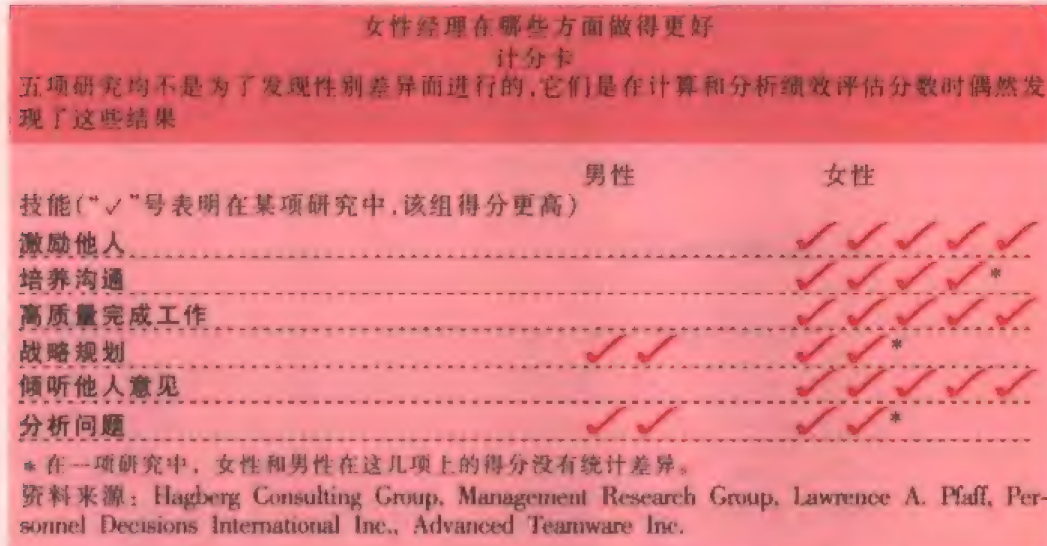 女性经理在哪些方面做得更好
计分卡
五项研究均不是为了发现性别差异而进行的,它们是在计算和分析绩效评估分数时偶然发
现了这些结果
男性 女性
技能(“✓”号表明在某项研究中,该组得分更高)
激励他人 ✓✓✓✓✓
培养沟通 ✓✓✓✓*
高质量完成工作 ✓✓✓✓✓
战略规划 ✓✓ ✓✓*
倾听他人意见 ✓✓✓✓✓
分析问题 ✓✓ ✓✓*
* 在一项研究中，女性和男性在这几项上的得分没有统计差异。
资料来源：Hagberg Consulting Group, Management Research Group, Lawrence A. Pfaff, Per-
sonnel Decisions International Inc., Advanced Teamware Inc.